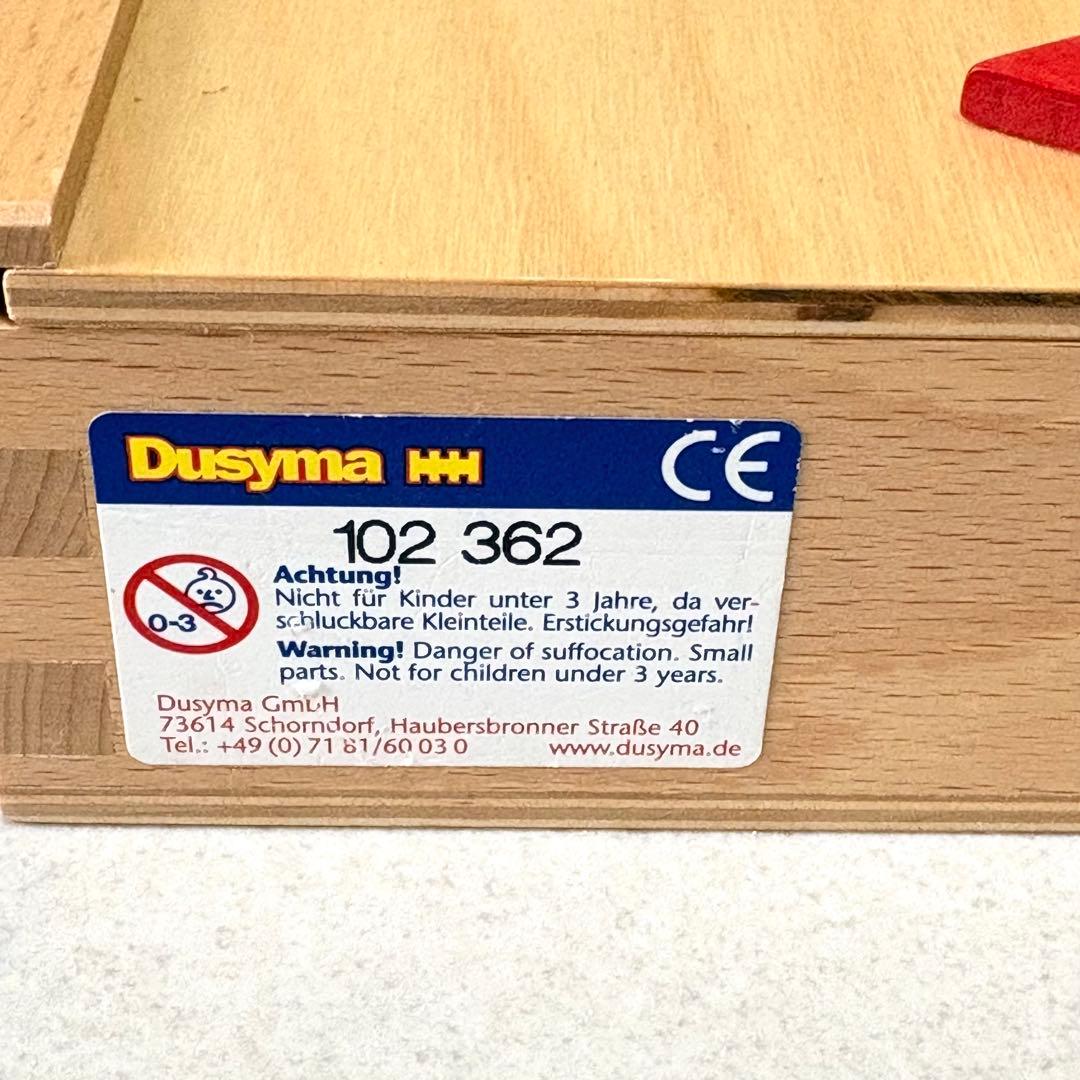 Dusyma
CE
102 362
Achtung!
Nicht für Kinder unter 3 Jahre, da ver-
schluckbare Kleinteile. Erstickungsgefahr!
0-3
Warning! Danger of suffocation. Small
parts. Not for children under 3 years.
Dusyma GmbH
73614 Schorndorf, Haubersbronner Straße 40
Tel.: +49 (0) 71 81/60 03 0 www.dusyma.de